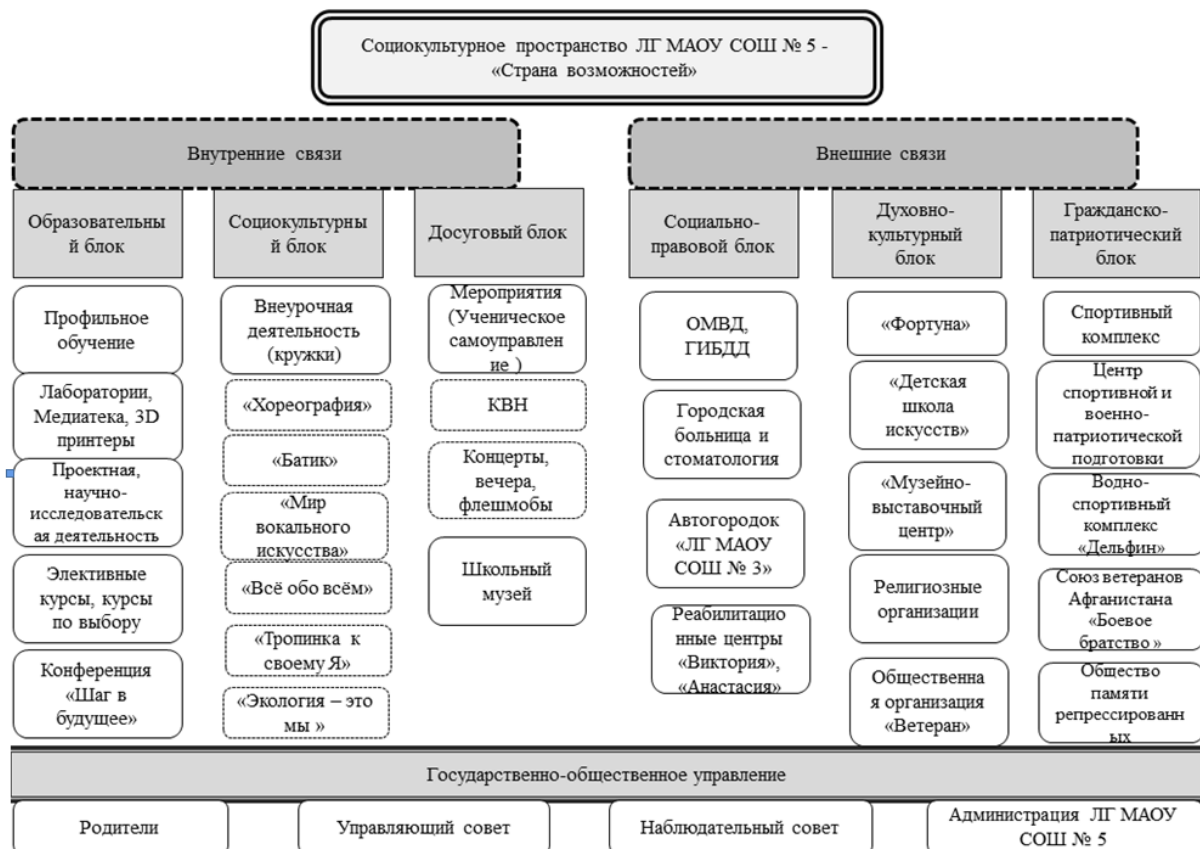 Социокультурное пространство ЛГ МАОУ СОШ № 5 -
«Страна возможностей»
Внутренние связи
Внешние связи
Образовательны
й блок
Социокультурны
й блок
Досуговый блок
Социально-
правовой блок
Духовно-
культурный
блок
Гражданско-
патриотический
блок
Профильное
обучение
Лаборатории,
Медиатека, 3D
принтеры
Проектная,
научно-
исследовательск
ая деятельность
Элективные
курсы, курсы
по выбору
Конференция
«Шаг в
будущее»
Внеурочная
деятельность
(кружки)
«Хореография»
«Батик»
«Мир
вокального
искусства»
«Всё обо всём»
«Тропинка к
своему Я»
«Экология – это
мы »
Мероприятия
(Ученическое
самоуправлен
ие )
КВН
Концерты,
вечера,
флешмобы
Школьный
музей
ОМВД,
ГИБДД
Городская
больница и
стоматология
Автогородок
«ЛГ МАОУ
СОШ № 3»
Реабилитацио
нные центры
«Виктория»,
«Анастасия»
«Фортуна»
«Детская
школа
искусств»
«Музейно-
выставочный
центр»
Религиозные
организации
Общественна
я организация
«Ветеран»
Спортивный
комплекс
Центр
спортивной и
военно-
патриотической
подготовки
Водно-
спортивный
комплекс
«Дельфин»
Союз ветеранов
Афганистана
«Боевое
братство »
Общество
памяти
репрессированн
ых
Государственно-общественное управление
Родители
Управляющий совет
Наблюдательный совет
Администрация ЛГ МАОУ
СОШ № 5